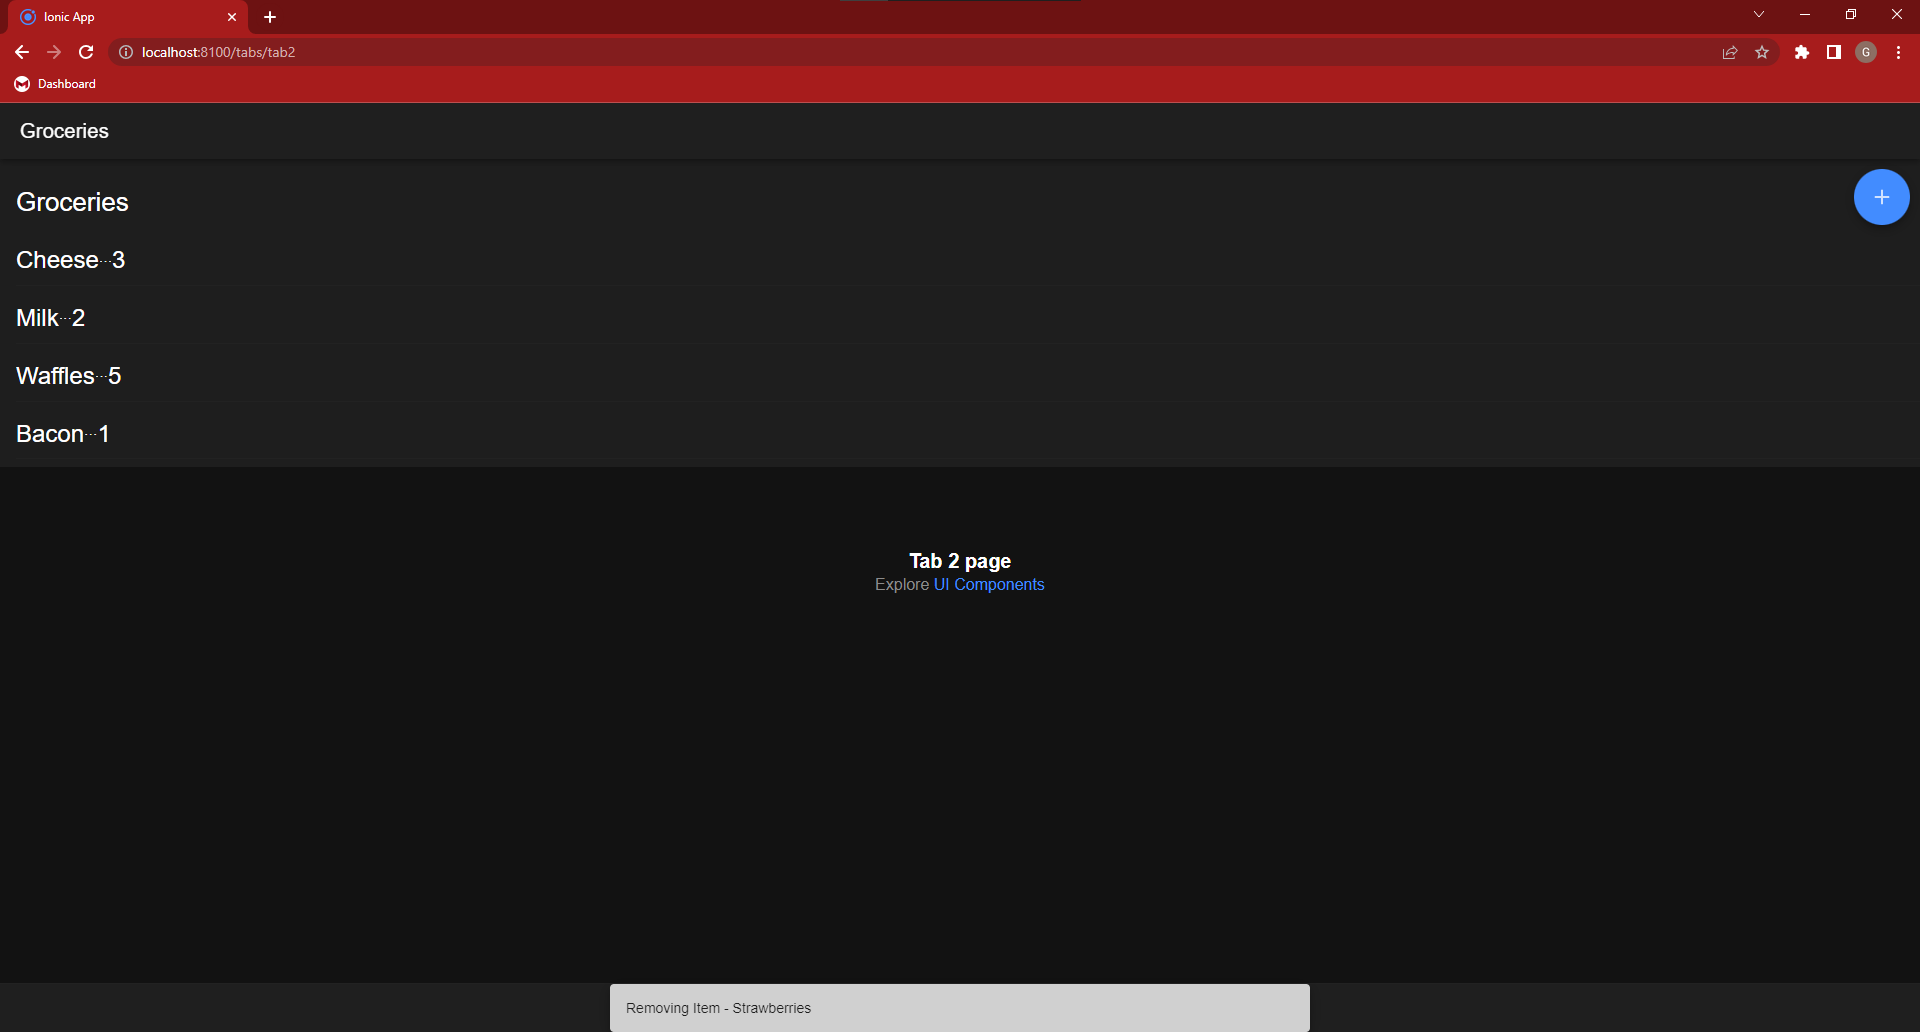 Ionic App
localhost:8100/tabs/tab2
G
Dashboard
Groceries
Groceries
Cheese...3
Milk...2
Waffles...5
Bacon...1
Tab 2 page
Explore UI Components
Removing Item - Strawberries